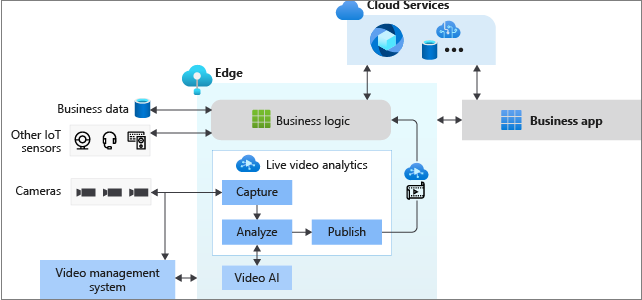 Cloud Services
Edge
Business data
Business logic
Business app
Other IoT
sensors
Live video analytics
Cameras
Capture
Analyze
Publish
Video management
system
Video AI